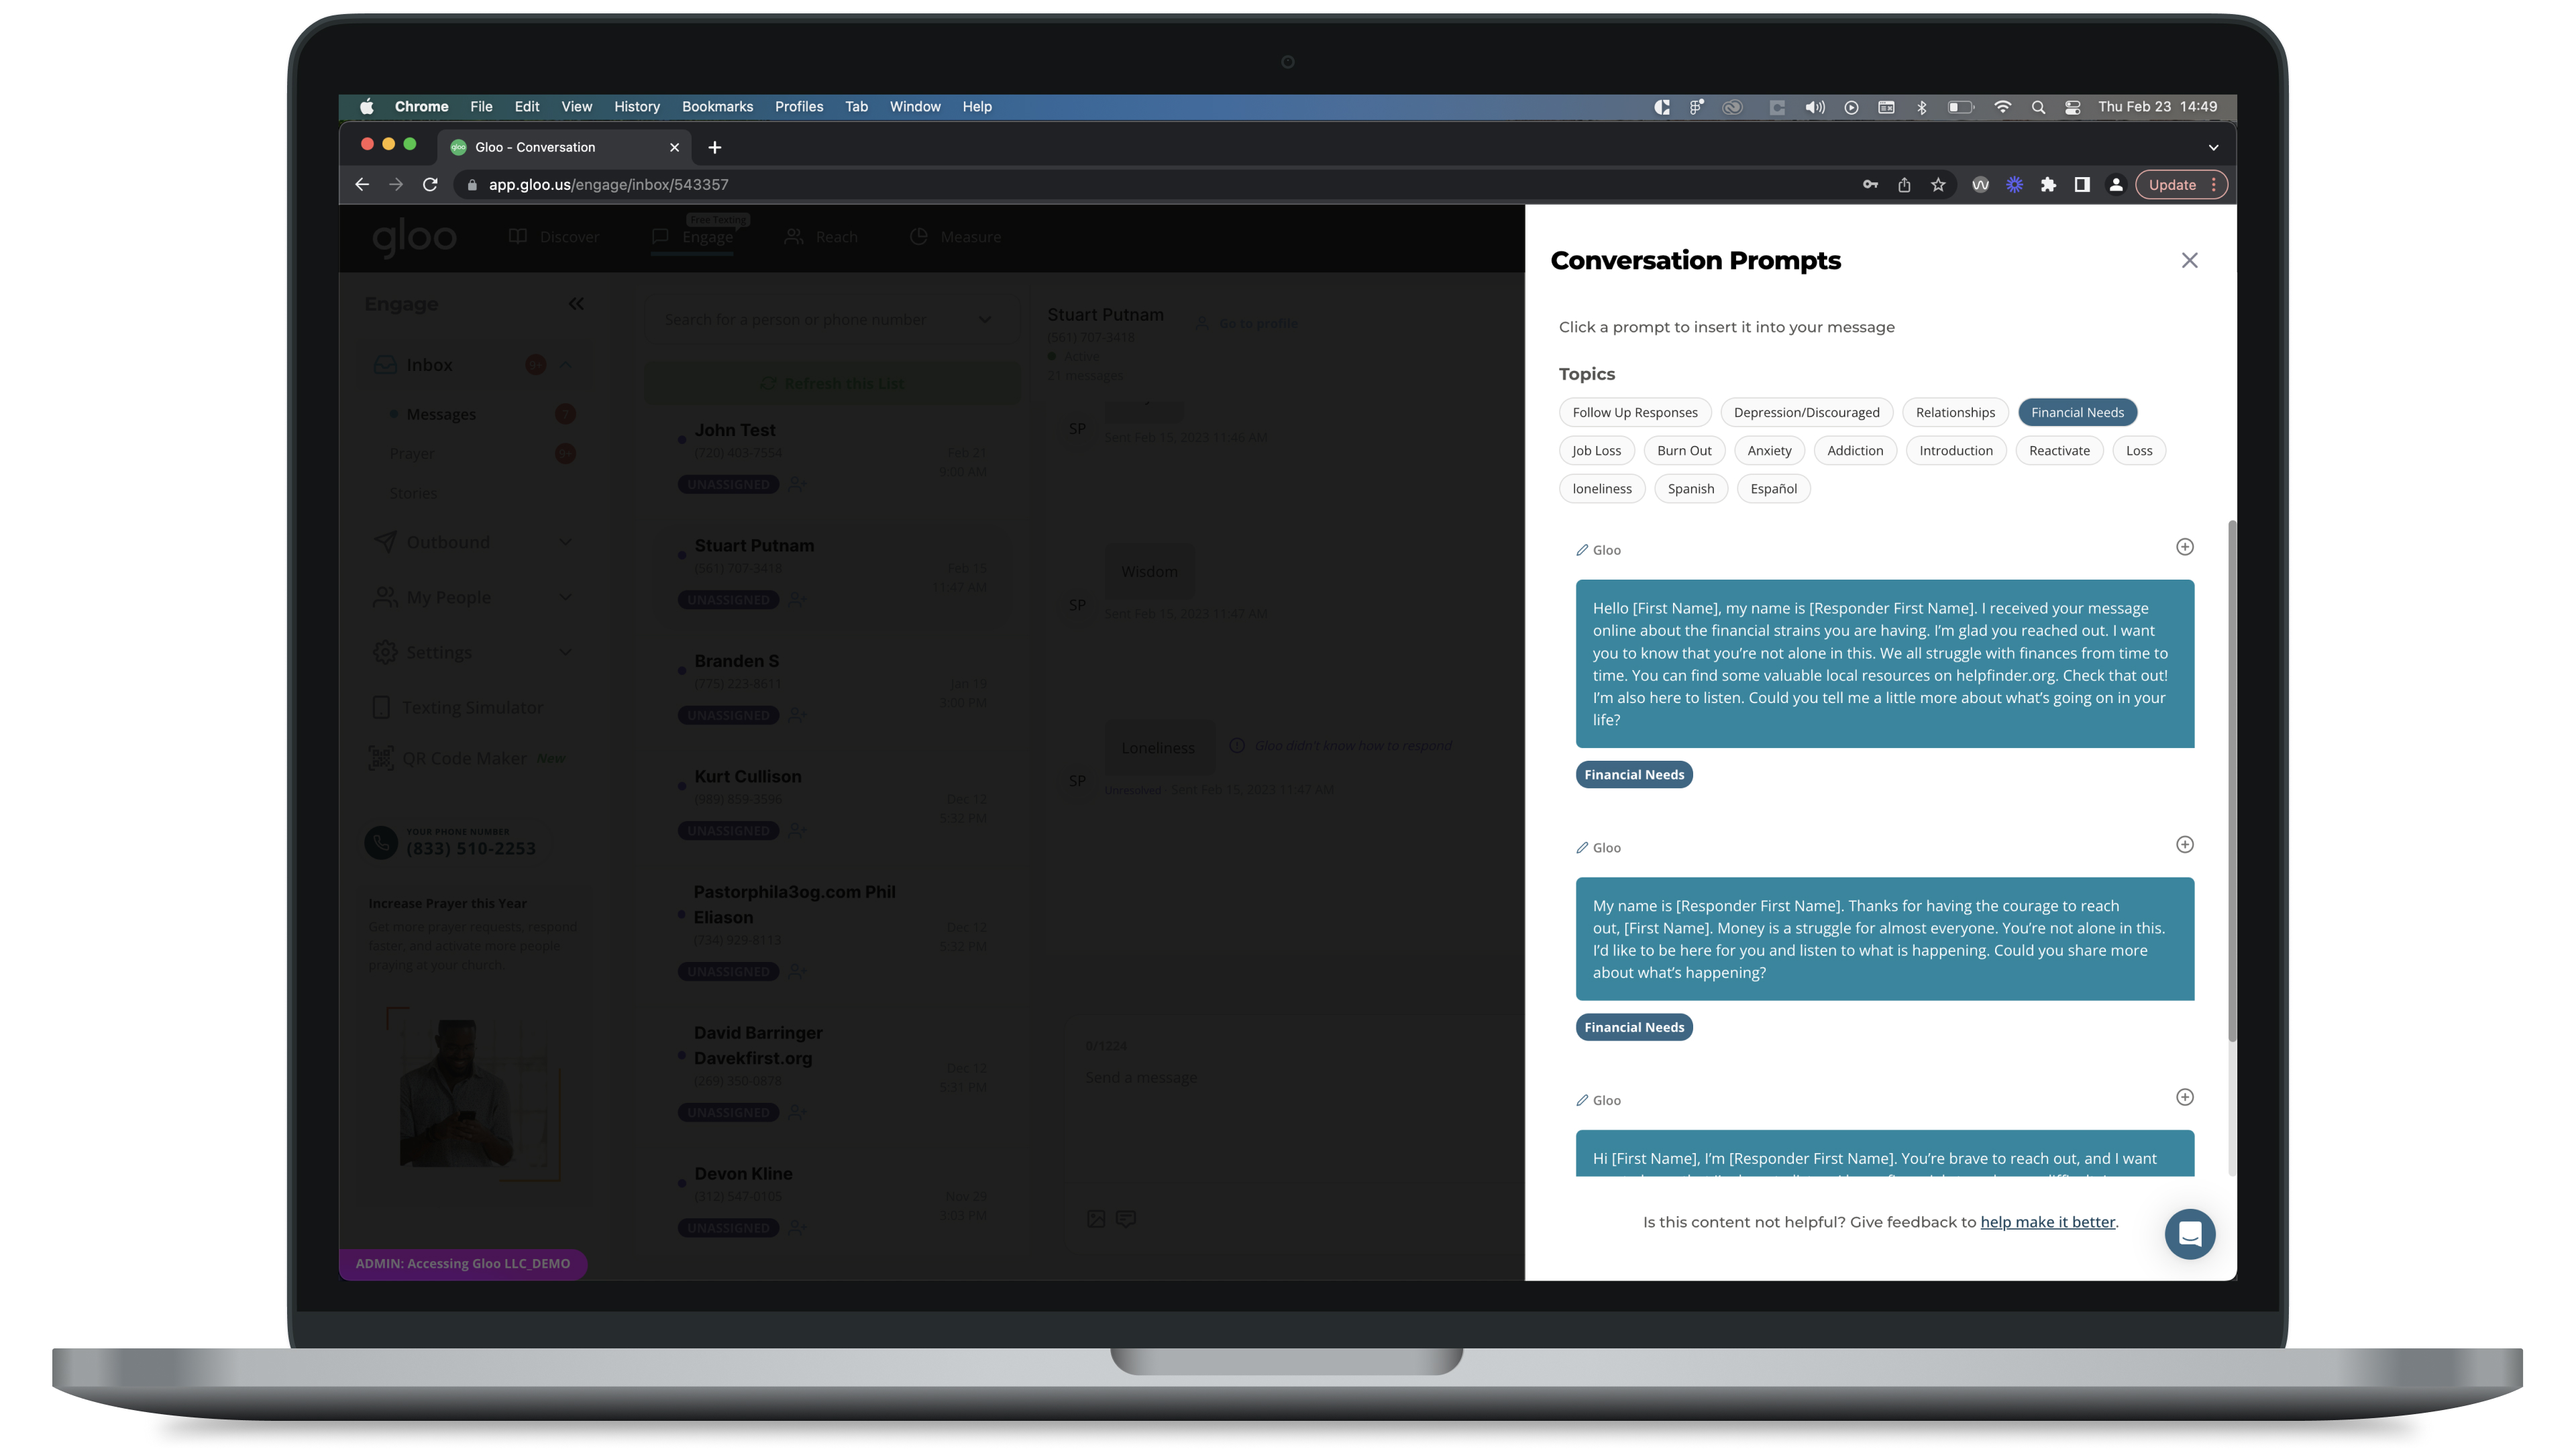 Chrome File Edit View History Bookmarks Profiles Tab Window Help
Thu Feb 23 14:49
gloo
Gloo - Conversation
app.gloo.us/engage/inbox/543357
Update
gloo
Discover
Free Texting
Engage
Reach
Measure
Engage
Inbox
9+
Messages
7
Prayer
9+
Stories
Outbound
My People
Settings
Texting Simulator
QR Code Maker New
YOUR PHONE NUMBER
(833) 510-2253
Increase Prayer this Year
Get more prayer requests, respond
faster, and activate more people
praying at your church.
ADMIN: Accessing Gloo LLC_DEMO
Search for a person or phone number
Refresh this List
John Test
(720) 403-7554
Feb 21
9:00 AM
UNASSIGNED
Stuart Putnam
(561) 707-3418
Feb 15
11:47 AM
UNASSIGNED
Branden S
(775) 223-8611
Jan 19
3:00 PM
UNASSIGNED
Kurt Cullison
(989) 859-3596
Dec 12
5:32 PM
UNASSIGNED
Pastorphila3og.com Phil
Eliason
(734) 929-8113
Dec 12
5:32 PM
UNASSIGNED
David Barringer
Davekfirst.org
(269) 350-0878
Dec 12
5:31 PM
UNASSIGNED
Devon Kline
(312) 547-0105
Nov 29
3:03 PM
UNASSIGNED
Stuart Putnam
Go to profile
(561) 707-3418
Active
21 messages
SP
Sent Feb 15, 2023 11:46 AM
Wisdom
SP
Sent Feb 15, 2023 11:47 AM
Loneliness
Gloo didn't know how to respond
SP
Unresolved - Sent Feb 15, 2023 11:47 AM
0/1224
Send a message
Conversation Prompts
Click a prompt to insert it into your message
Topics
Follow Up Responses Depression/Discouraged Relationships Financial Needs
Job Loss Burn Out Anxiety Addiction Introduction Reactivate Loss
loneliness Spanish Español
Gloo
Hello [First Name], my name is [Responder First Name]. I received your message
online about the financial strains you are having. I’m glad you reached out. I want
you to know that you’re not alone in this. We all struggle with finances from time to
time. You can find some valuable local resources on helpfinder.org. Check that out!
I’m also here to listen. Could you tell me a little more about what’s going on in your
life?
Financial Needs
Gloo
My name is [Responder First Name]. Thanks for having the courage to reach
out, [First Name]. Money is a struggle for almost everyone. You’re not alone in this.
I’d like to be here for you and listen to what is happening. Could you share more
about what’s happening?
Financial Needs
Gloo
Hi [First Name], I’m [Responder First Name]. You’re brave to reach out, and I want
Is this content not helpful? Give feedback to help make it better.